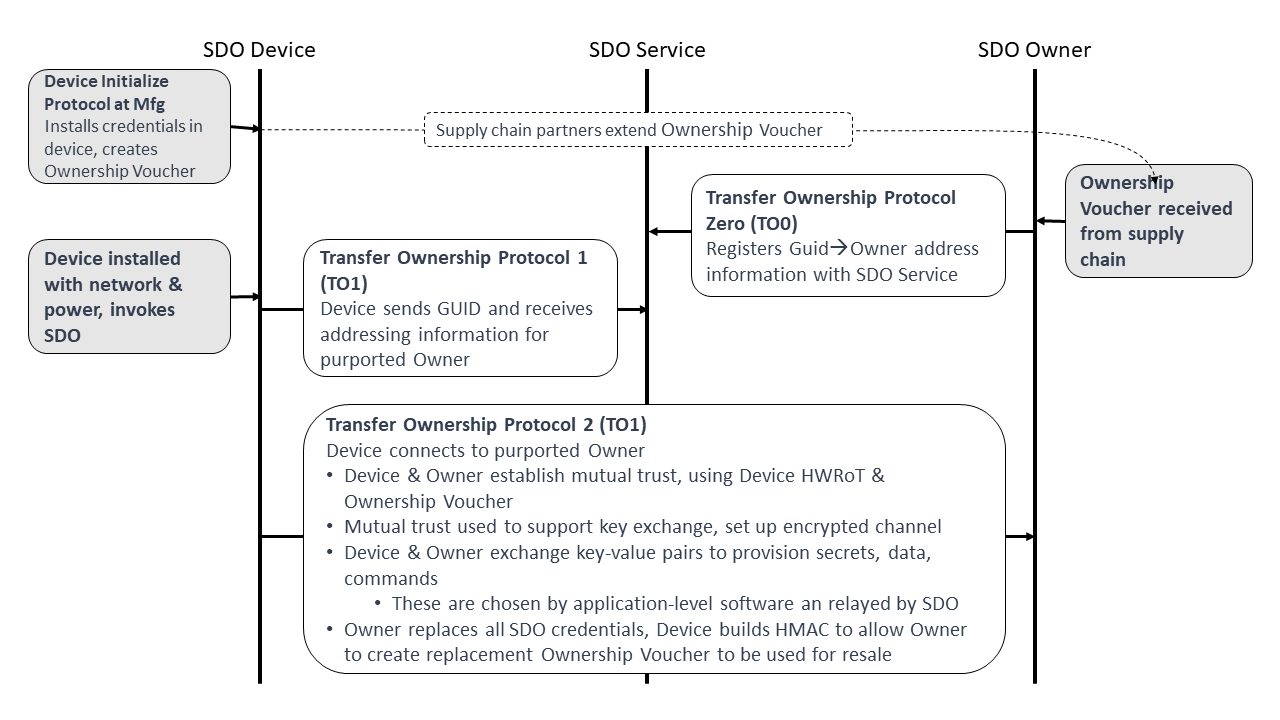 SDO Device
SDO Service
SDO Owner
Device Initialize
Protocol at Mfg
Installs credentials in
device, creates
Ownership Voucher
Supply chain partners extend Ownership Voucher
Ownership
Voucher received
from supply
chain
Transfer Ownership Protocol
Zero (TO0)
Registers Guid→Owner address
information with SDO Service
Device installed
with network &
power, invokes
SDO
Transfer Ownership Protocol 1
(TO1)
Device sends GUID and receives
addressing information for
purported Owner
Transfer Ownership Protocol 2 (TO1)
Device connects to purported Owner
• Device & Owner establish mutual trust, using Device HWRoT &
Ownership Voucher
• Mutual trust used to support key exchange, set up encrypted channel
• Device & Owner exchange key-value pairs to provision secrets, data,
commands
• These are chosen by application-level software an relayed by SDO
• Owner replaces all SDO credentials, Device builds HMAC to allow Owner
to create replacement Ownership Voucher to be used for resale